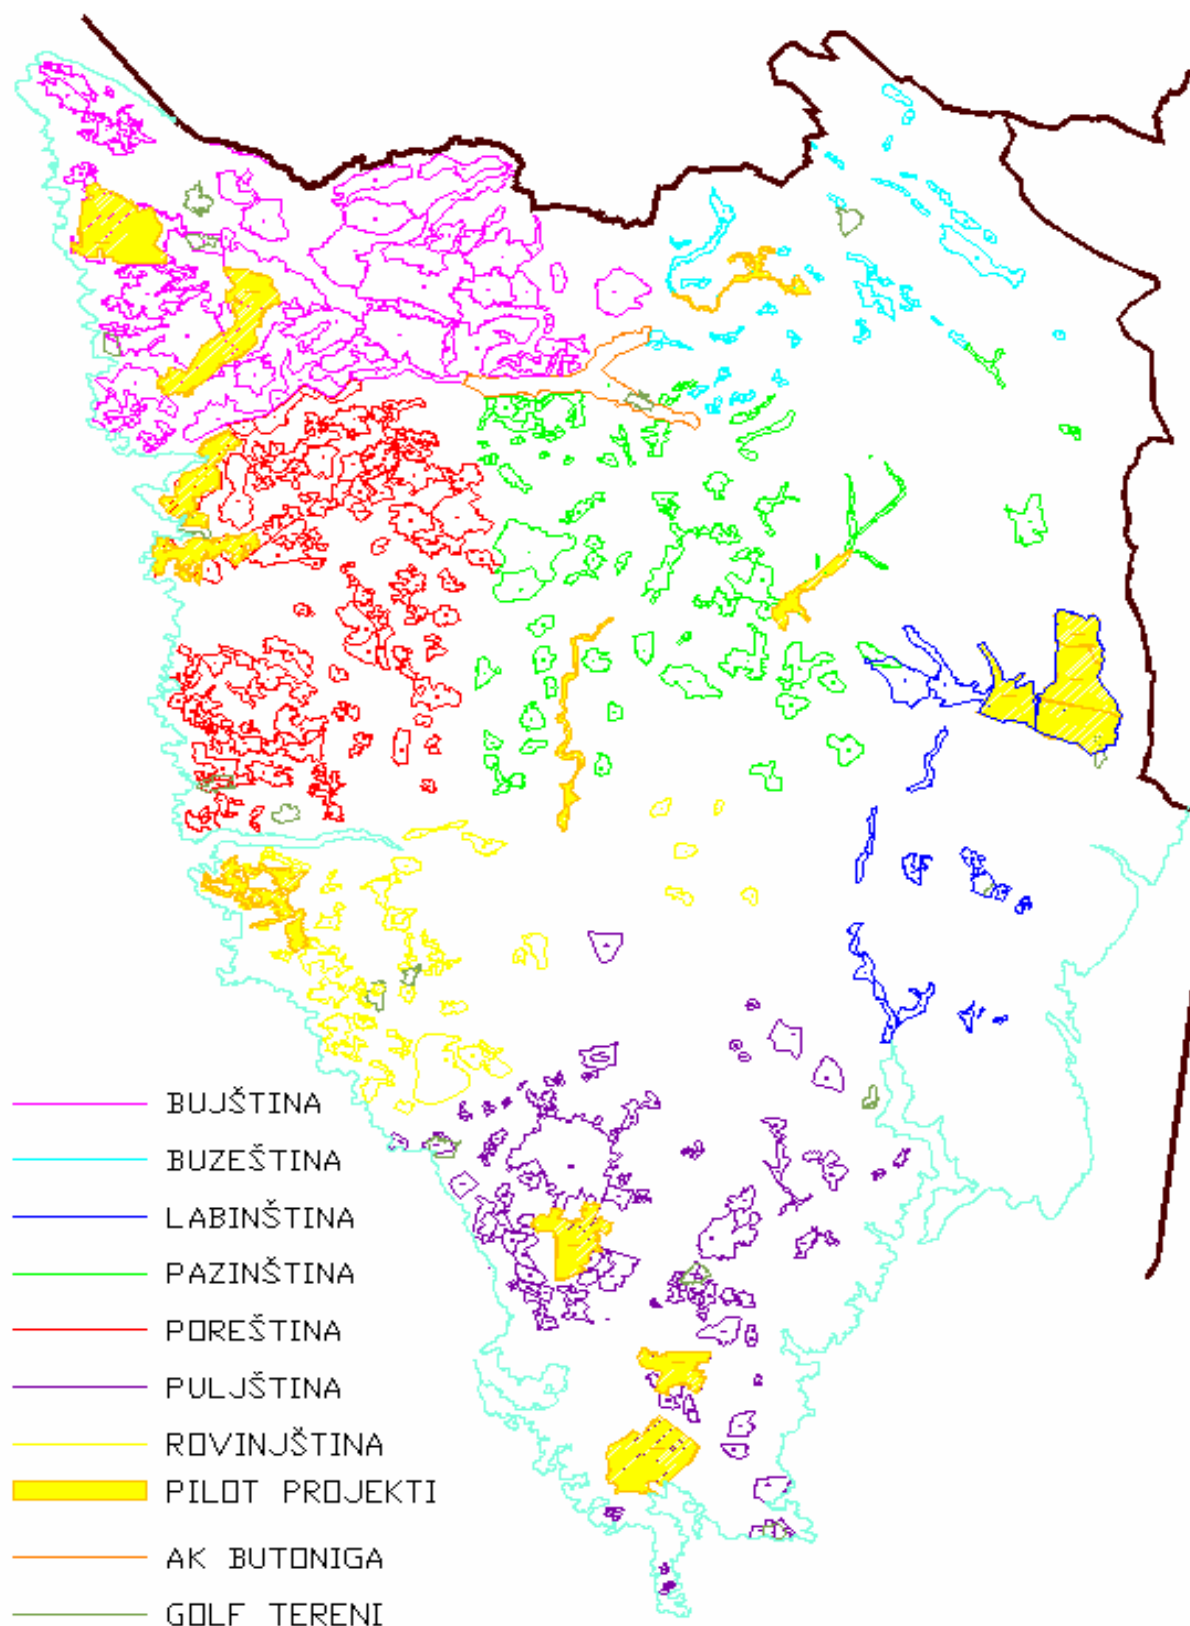 BUJŠTINA
BUZEŠTINA
LABINŠTINA
PAZINŠTINA
POREŠTINA
PULJŠTINA
ROVINJŠTINA
PILOT PROJEKTI
AK BUTONIGA
GOLF TERENI